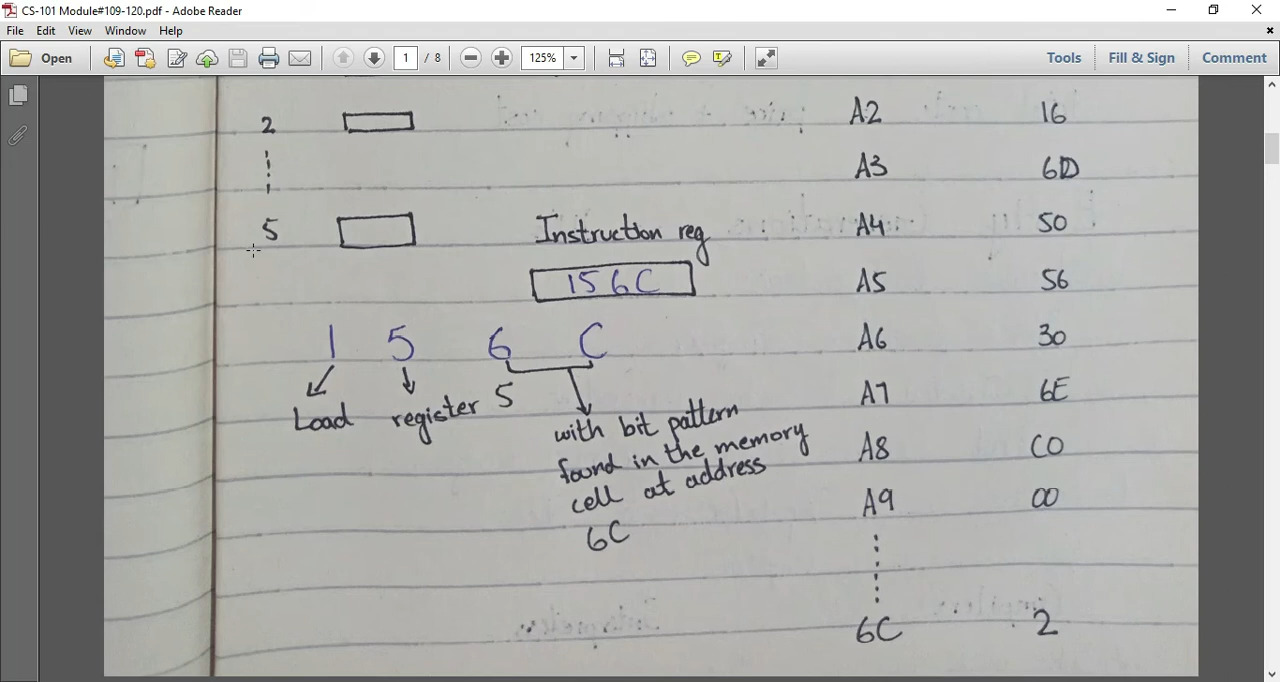 CS-101 Module#109-120.pdf - Adobe Reader
File Edit View Window Help
Open 1 / 8 125% Tools Fill & Sign Comment
2 A2 16
A3 6D
5 Instruction reg A4 50
156C A5 56
1 5 6 C A6 30
Load register 5 A7 6E
with bit pattern
found in the memory A8 C0
cell at address
A9 00
6C
6C 2